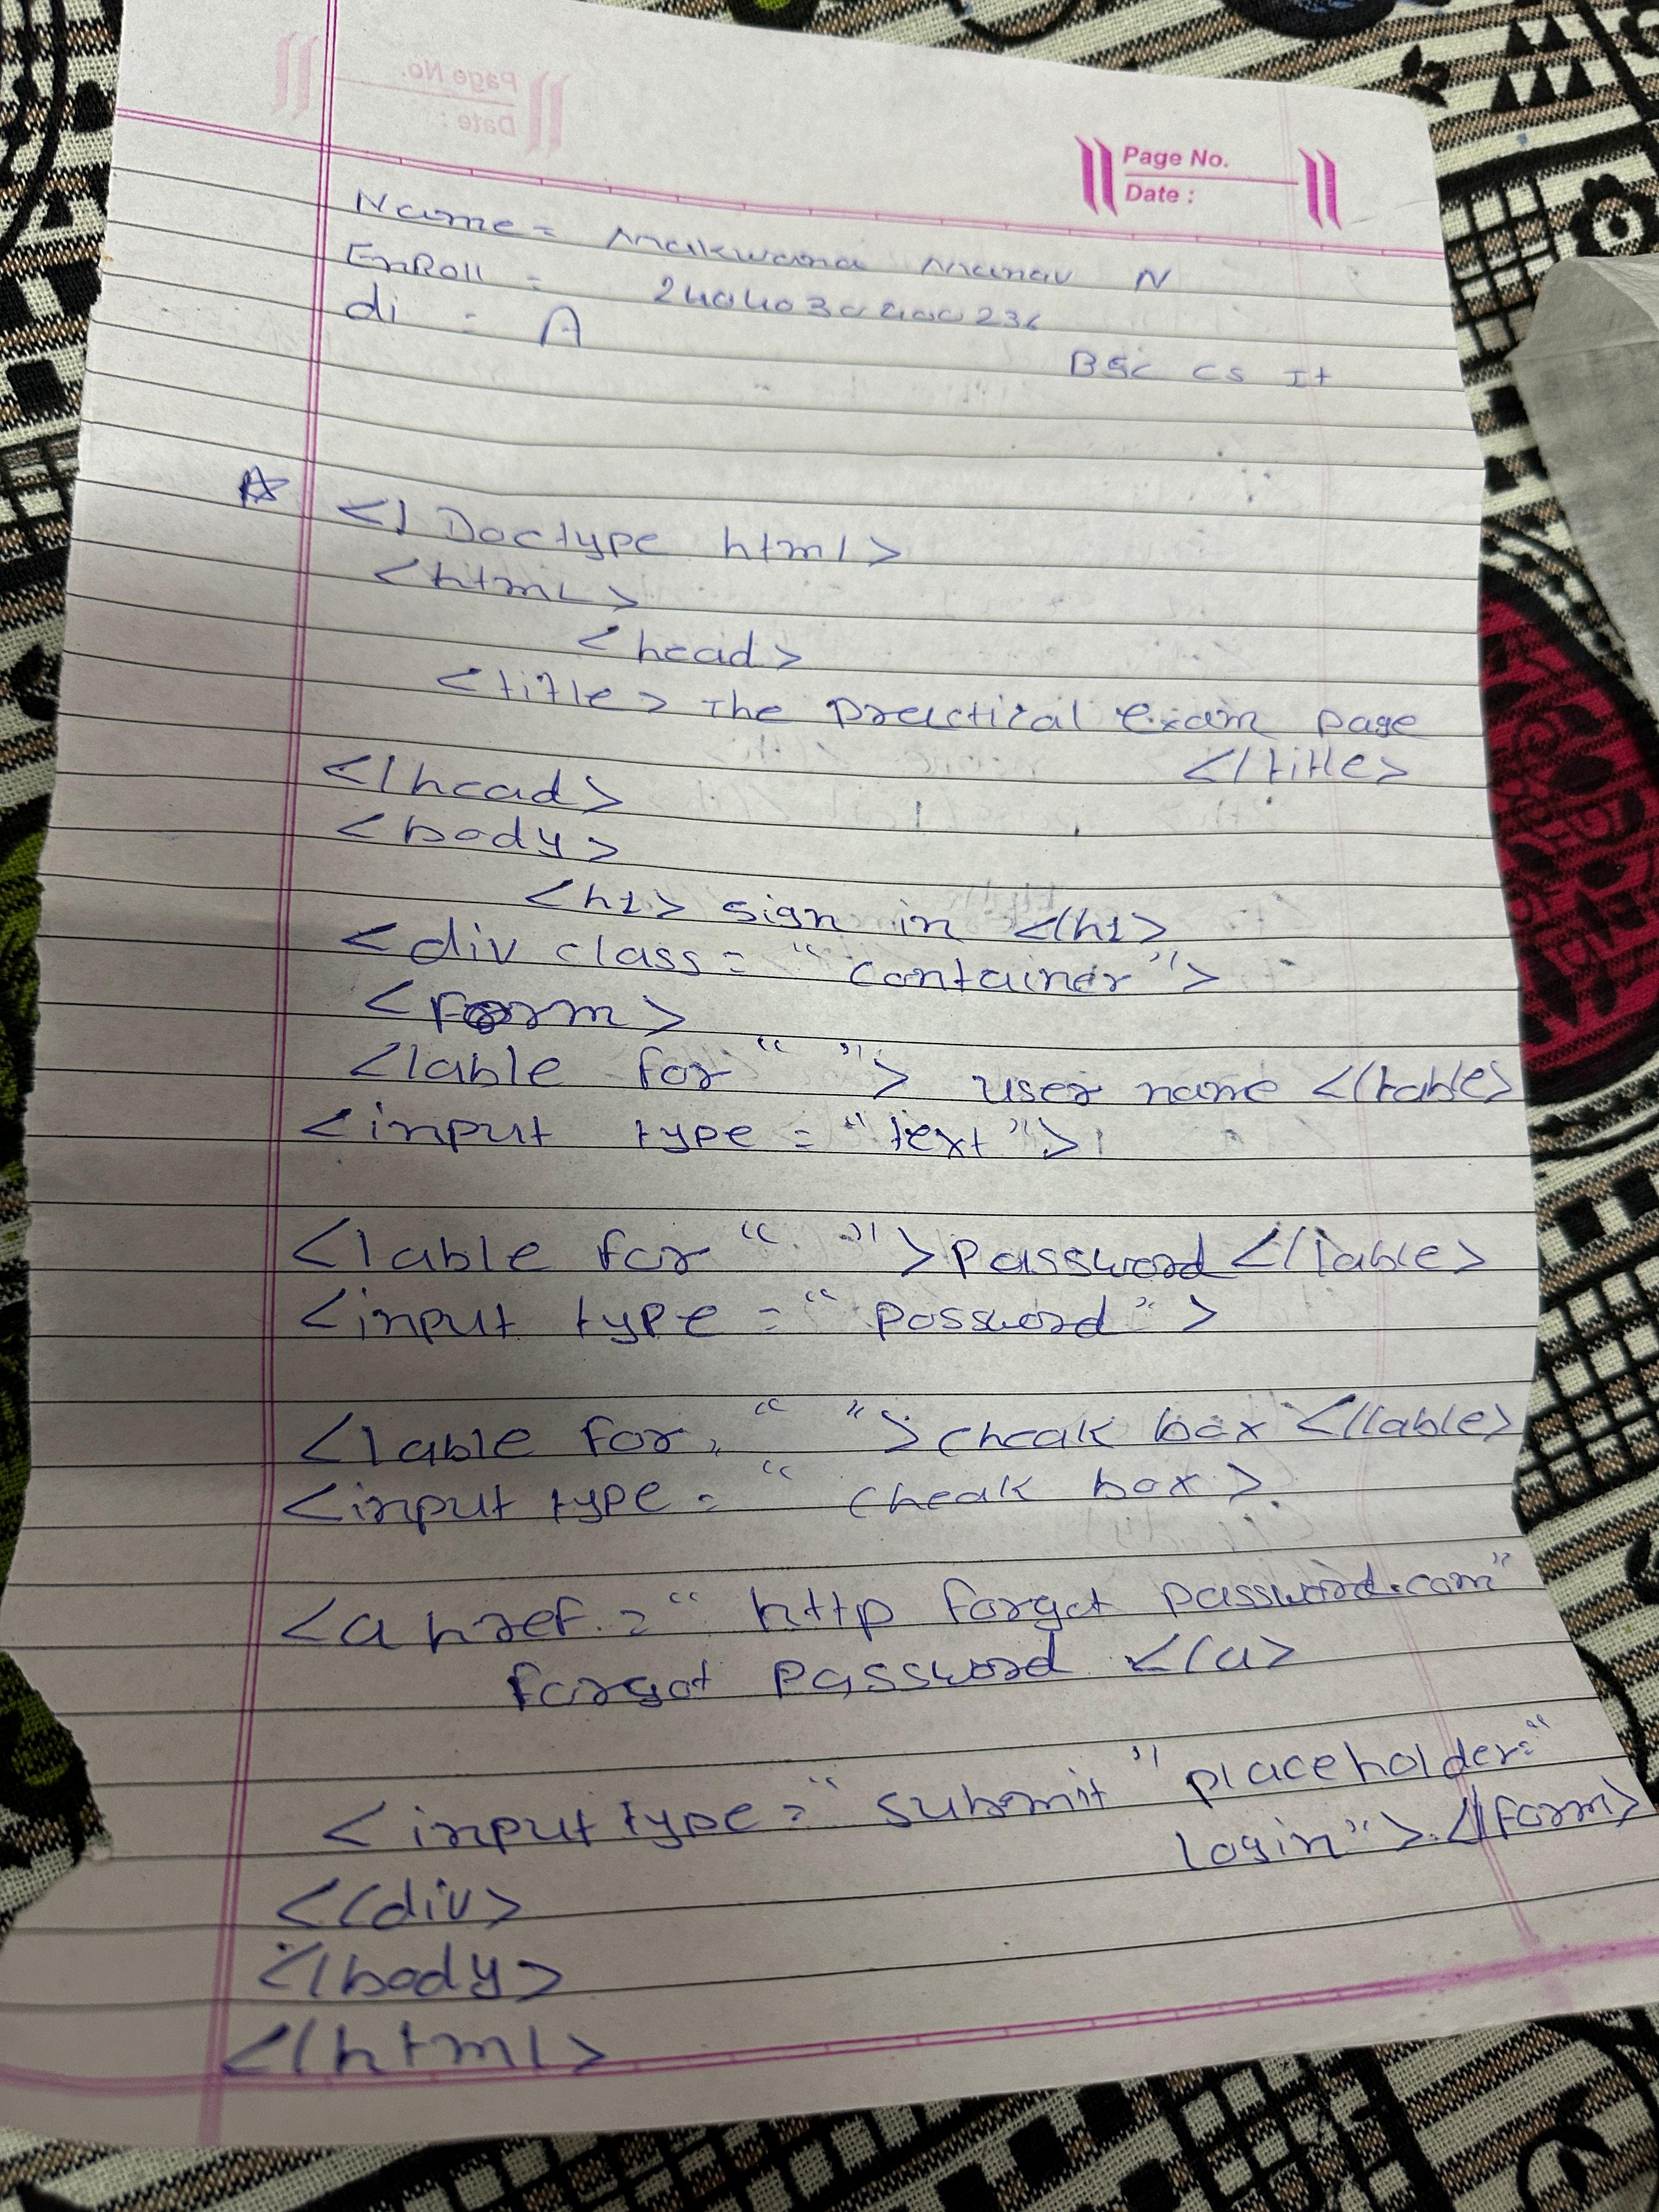 Page No.
Date :
Name = Makwana Manav N
EnRoll =
di : A
BSC CS It
<! Doctype html>
<html>
<head>
<title> The practical exam page
</title>
</head>
<body>
<h1> sign in </h1>
<div class = "container">
<form>
<lable for " "> user name </lable>
<input type = "text">
<lable for " "> password </lable>
<input type = "password">
<lable for, " "> cheak box </lable>
<input type = " cheak box >
<a href = " http forgot password.com"
forgot password </a>
<input type = "submit" placeholder="
login"> </form>
</div>
</body>
</html>